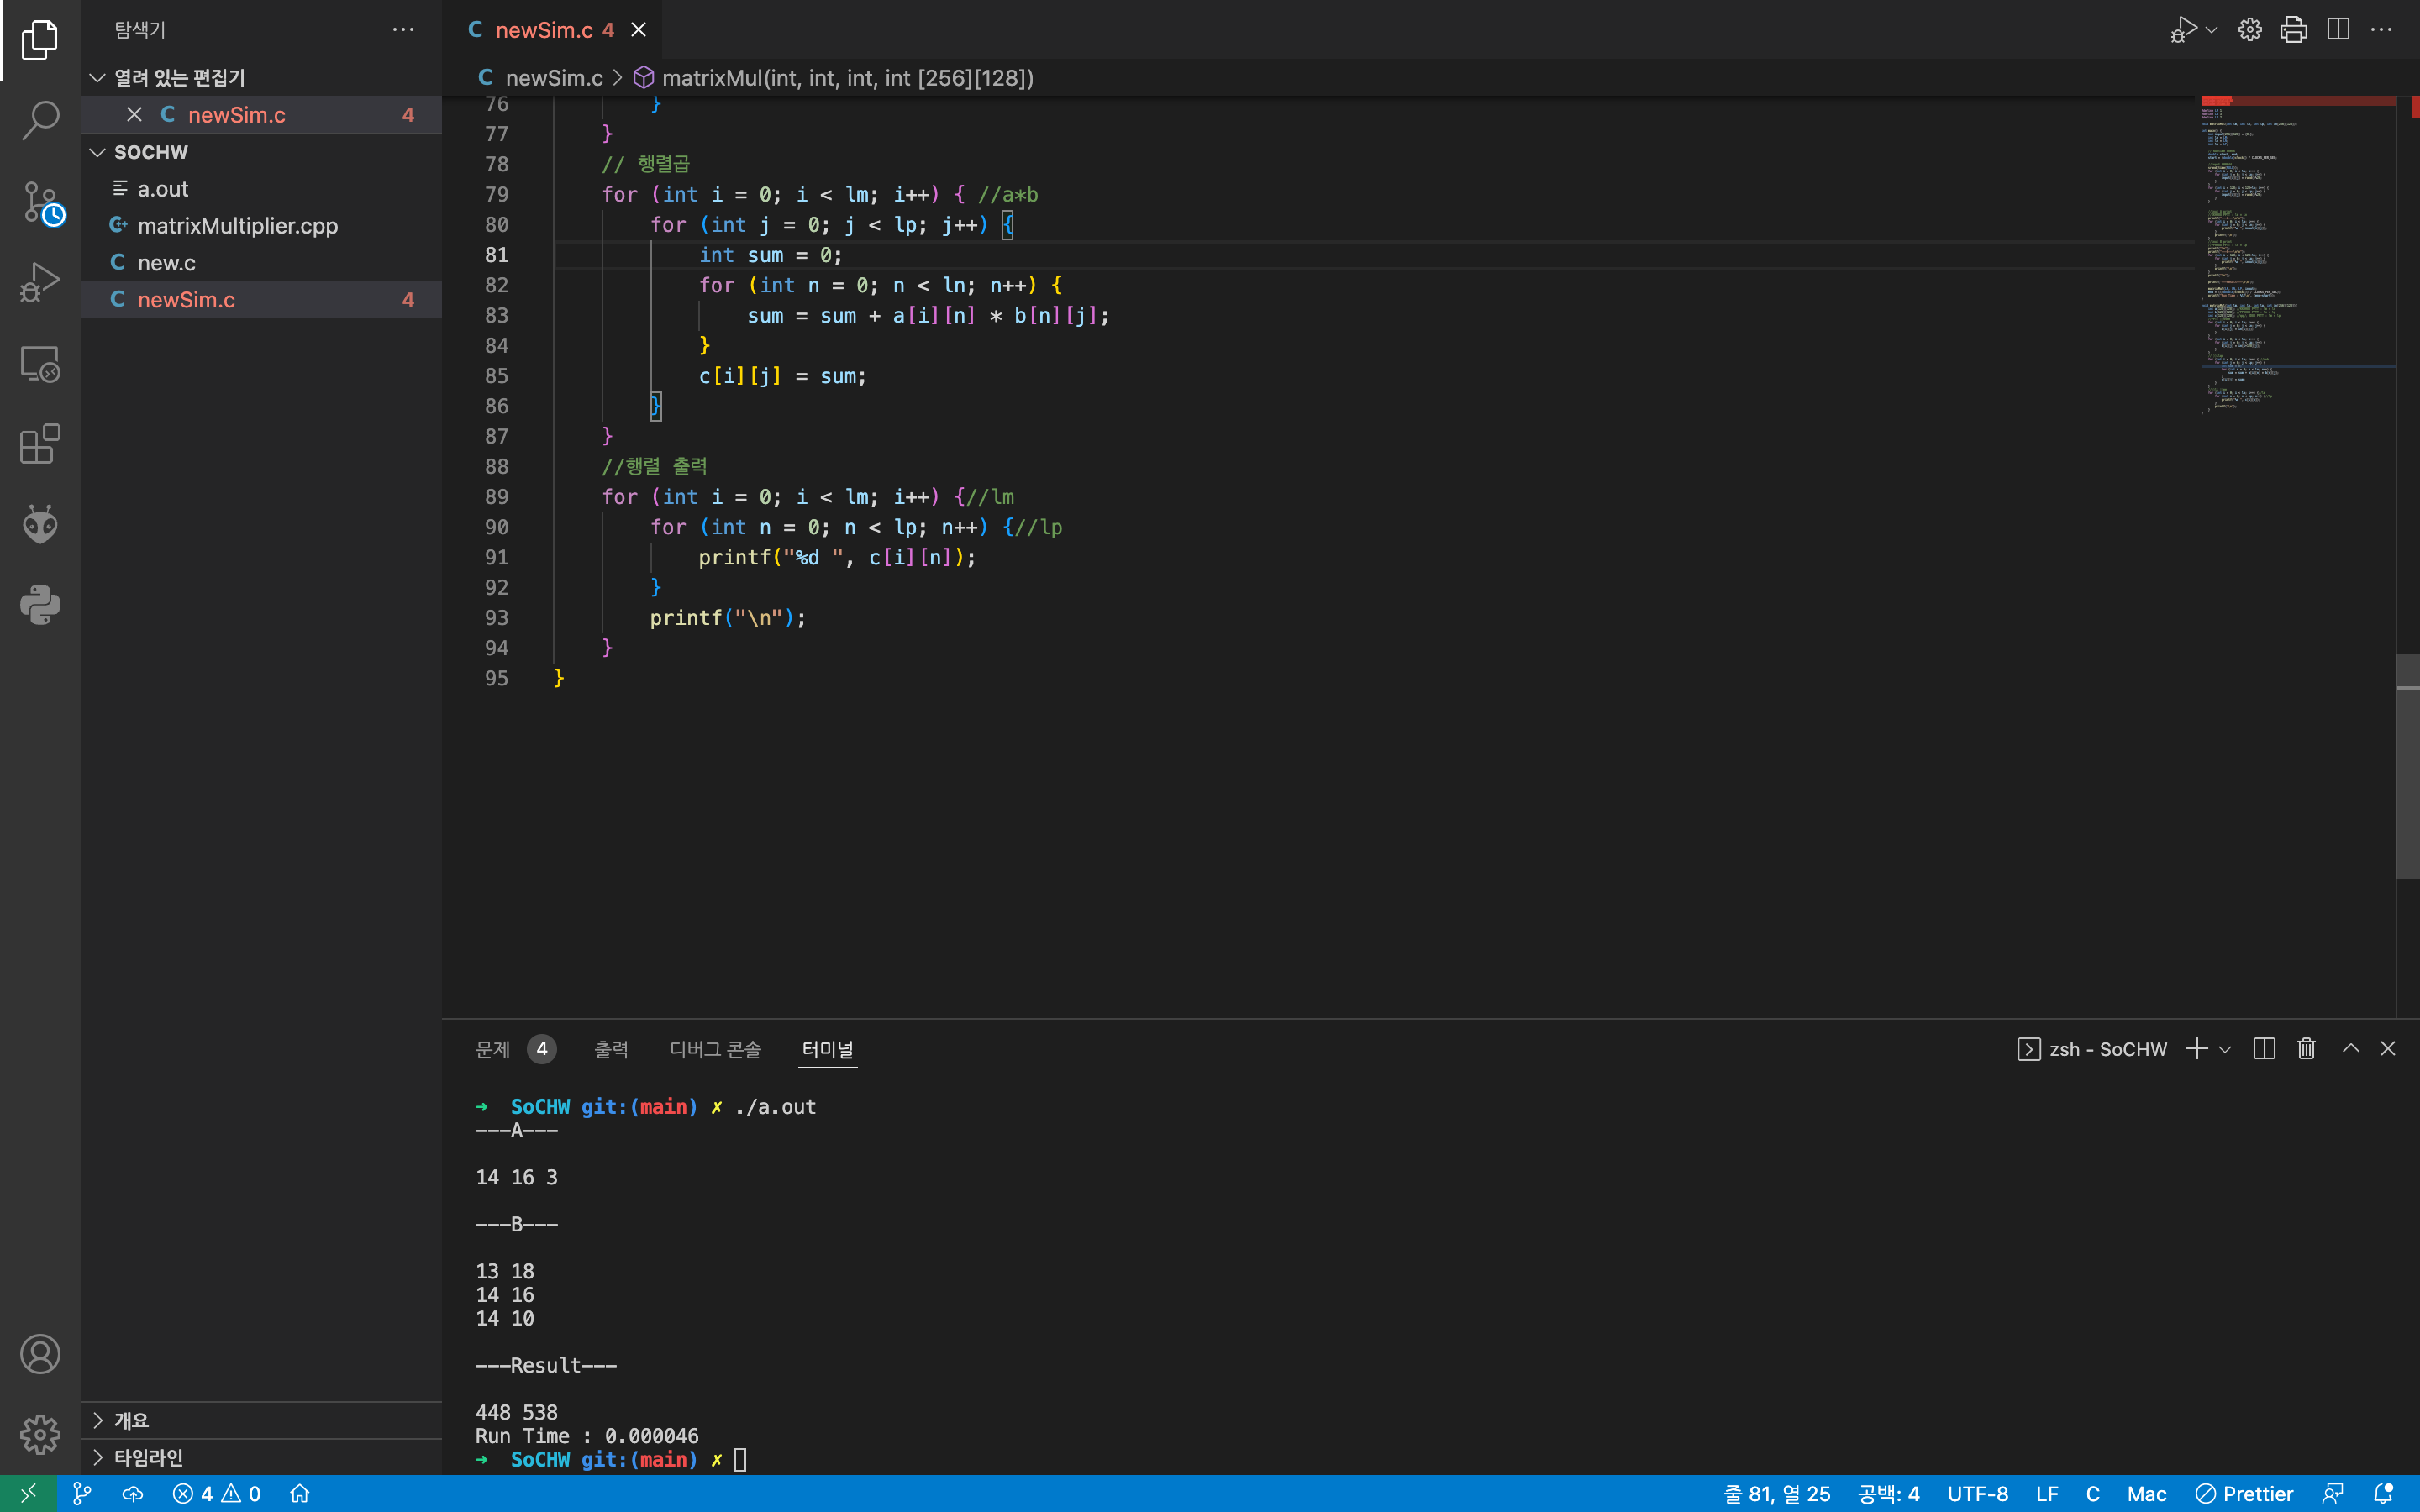 탐색기
열려 있는 편집기
newSim.c 4
SOCHW
a.out
matrixMultiplier.cpp
new.c
newSim.c 4
개요
타임라인
newSim.c 4
newSim.c > matrixMul(int, int, int, int [256][128])
76 }
77 }
78 // 행렬곱
79 for (int i = 0; i < lm; i++) { //a*b
80 for (int j = 0; j < lp; j++) {
81 int sum = 0;
82 for (int n = 0; n < ln; n++) {
83 sum = sum + a[i][n] * b[n][j];
84 }
85 c[i][j] = sum;
86 }
87 }
88 //행렬 출력
89 for (int i = 0; i < lm; i++) {//lm
90 for (int n = 0; n < lp; n++) {//lp
91 printf("%d ", c[i][n]);
92 }
93 printf("\n");
94 }
95 }
문제 4 출력 디버그 콘솔 터미널 zsh - SoCHW
➜ SoCHW git:(main) ✗ ./a.out
---A---
14 16 3
---B---
13 18
14 16
14 10
---Result---
448 538
Run Time : 0.000046
➜ SoCHW git:(main) ✗
4 0 줄 81, 열 25 공백: 4 UTF-8 LF C Mac Prettier